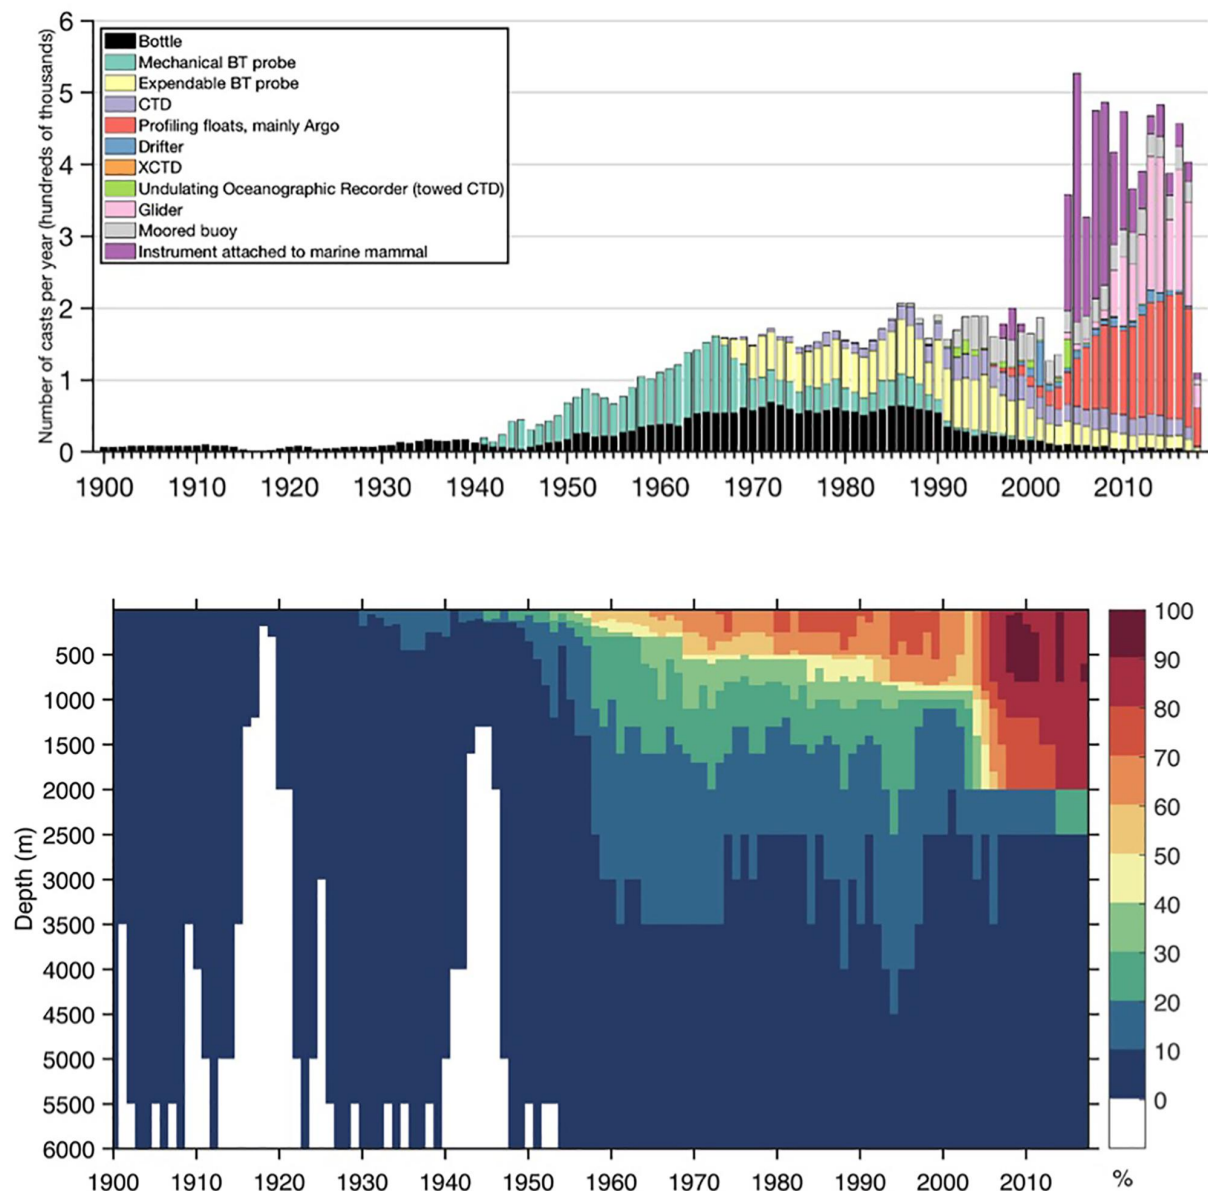 Number of casts per year (hundreds of thousands)
6
5
4
3
2
1
0
Bottle
Mechanical BT probe
Expendable BT probe
CTD
Profiling floats, mainly Argo
Drifter
XCTD
Undulating Oceanographic Recorder (towed CTD)
Glider
Moored buoy
Instrument attached to marine mammal
1900 1910 1920 1930 1940 1950 1960 1970 1980 1990 2000 2010
Depth (m)
500
1000
1500
2000
2500
3000
3500
4000
4500
5000
5500
6000
1900 1910 1920 1930 1940 1950 1960 1970 1980 1990 2000 2010
100
90
80
70
60
50
40
30
20
10
0
%